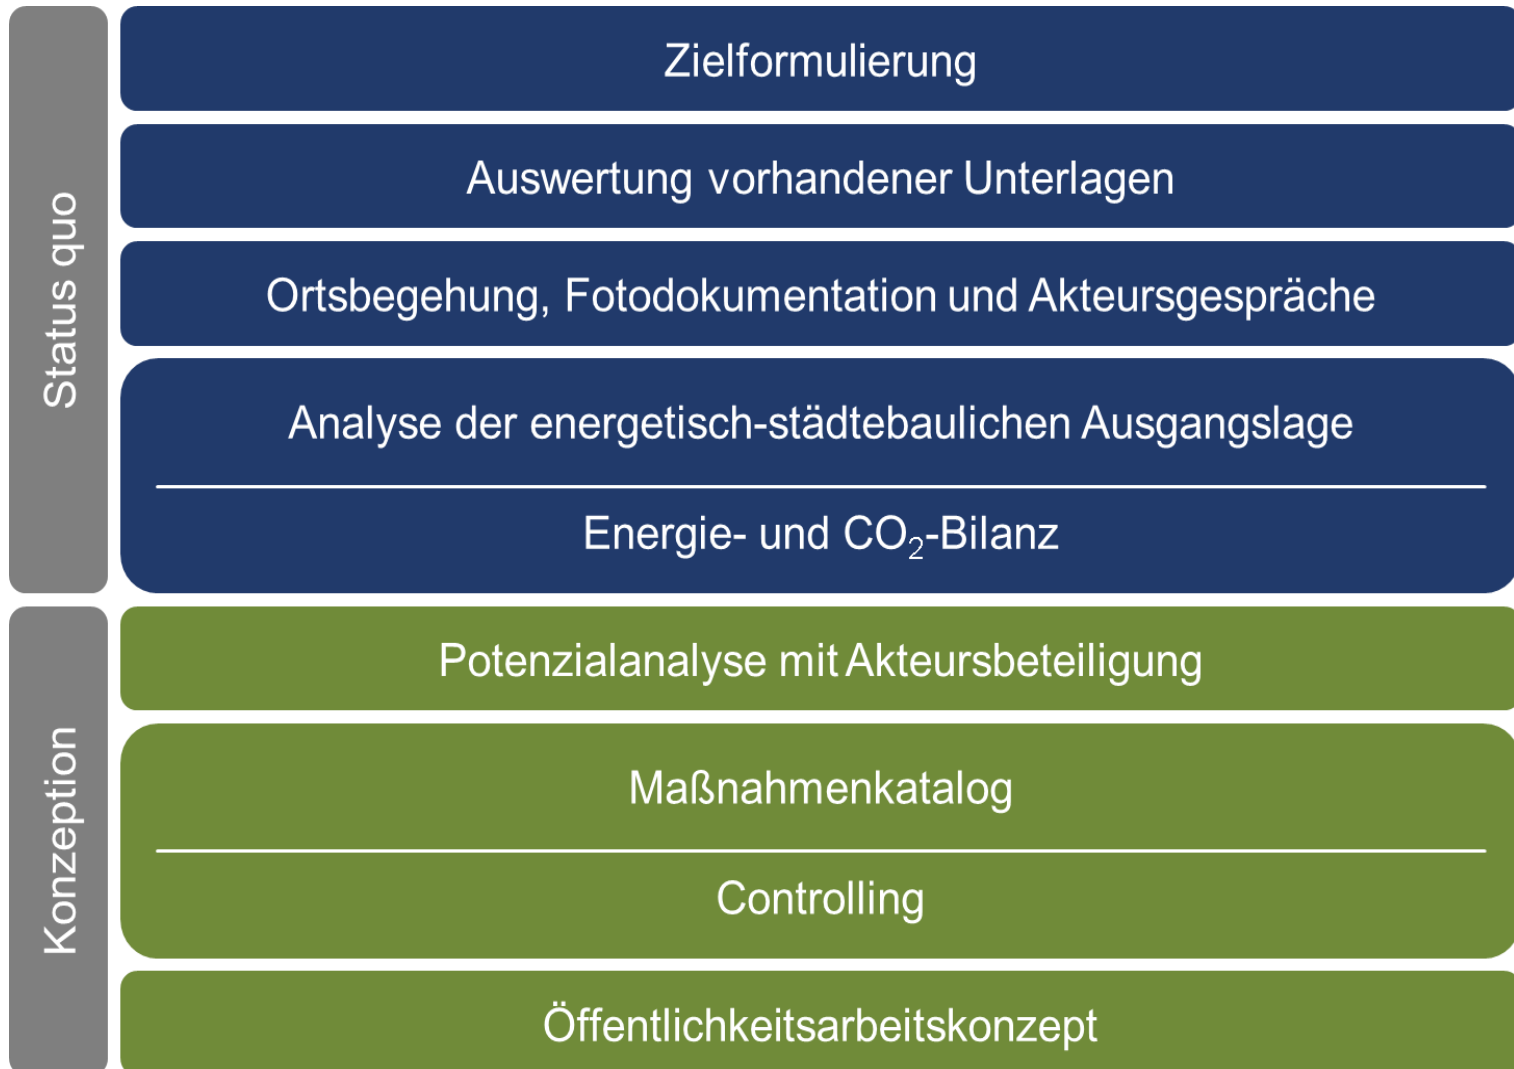 Status quo
Zielformulierung
Auswertung vorhandener Unterlagen
Ortsbegehung, Fotodokumentation und Akteursgespräche
Analyse der energetisch-städtebaulichen Ausgangslage
Energie- und CO₂-Bilanz
Konzeption
Potenzialanalyse mit Akteursbeteiligung
Maßnahmenkatalog
Controlling
Öffentlichkeitsarbeitskonzept